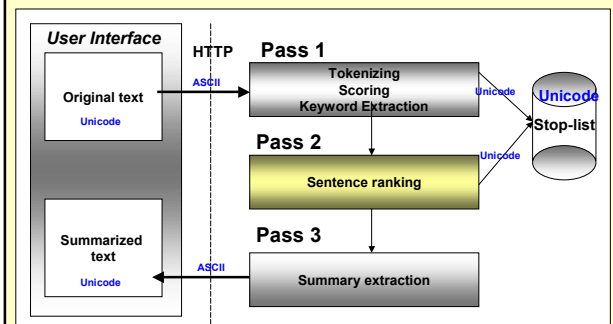 User Interface
HTTP
Pass 1
Original text
Unicode
ASCII
Tokenizing
Scoring
Keyword Extraction
Unicode
Unicode
Stop-list
Pass 2
Unicode
Sentence ranking
Pass 3
Summarized
text
Unicode
ASCII
Summary extraction